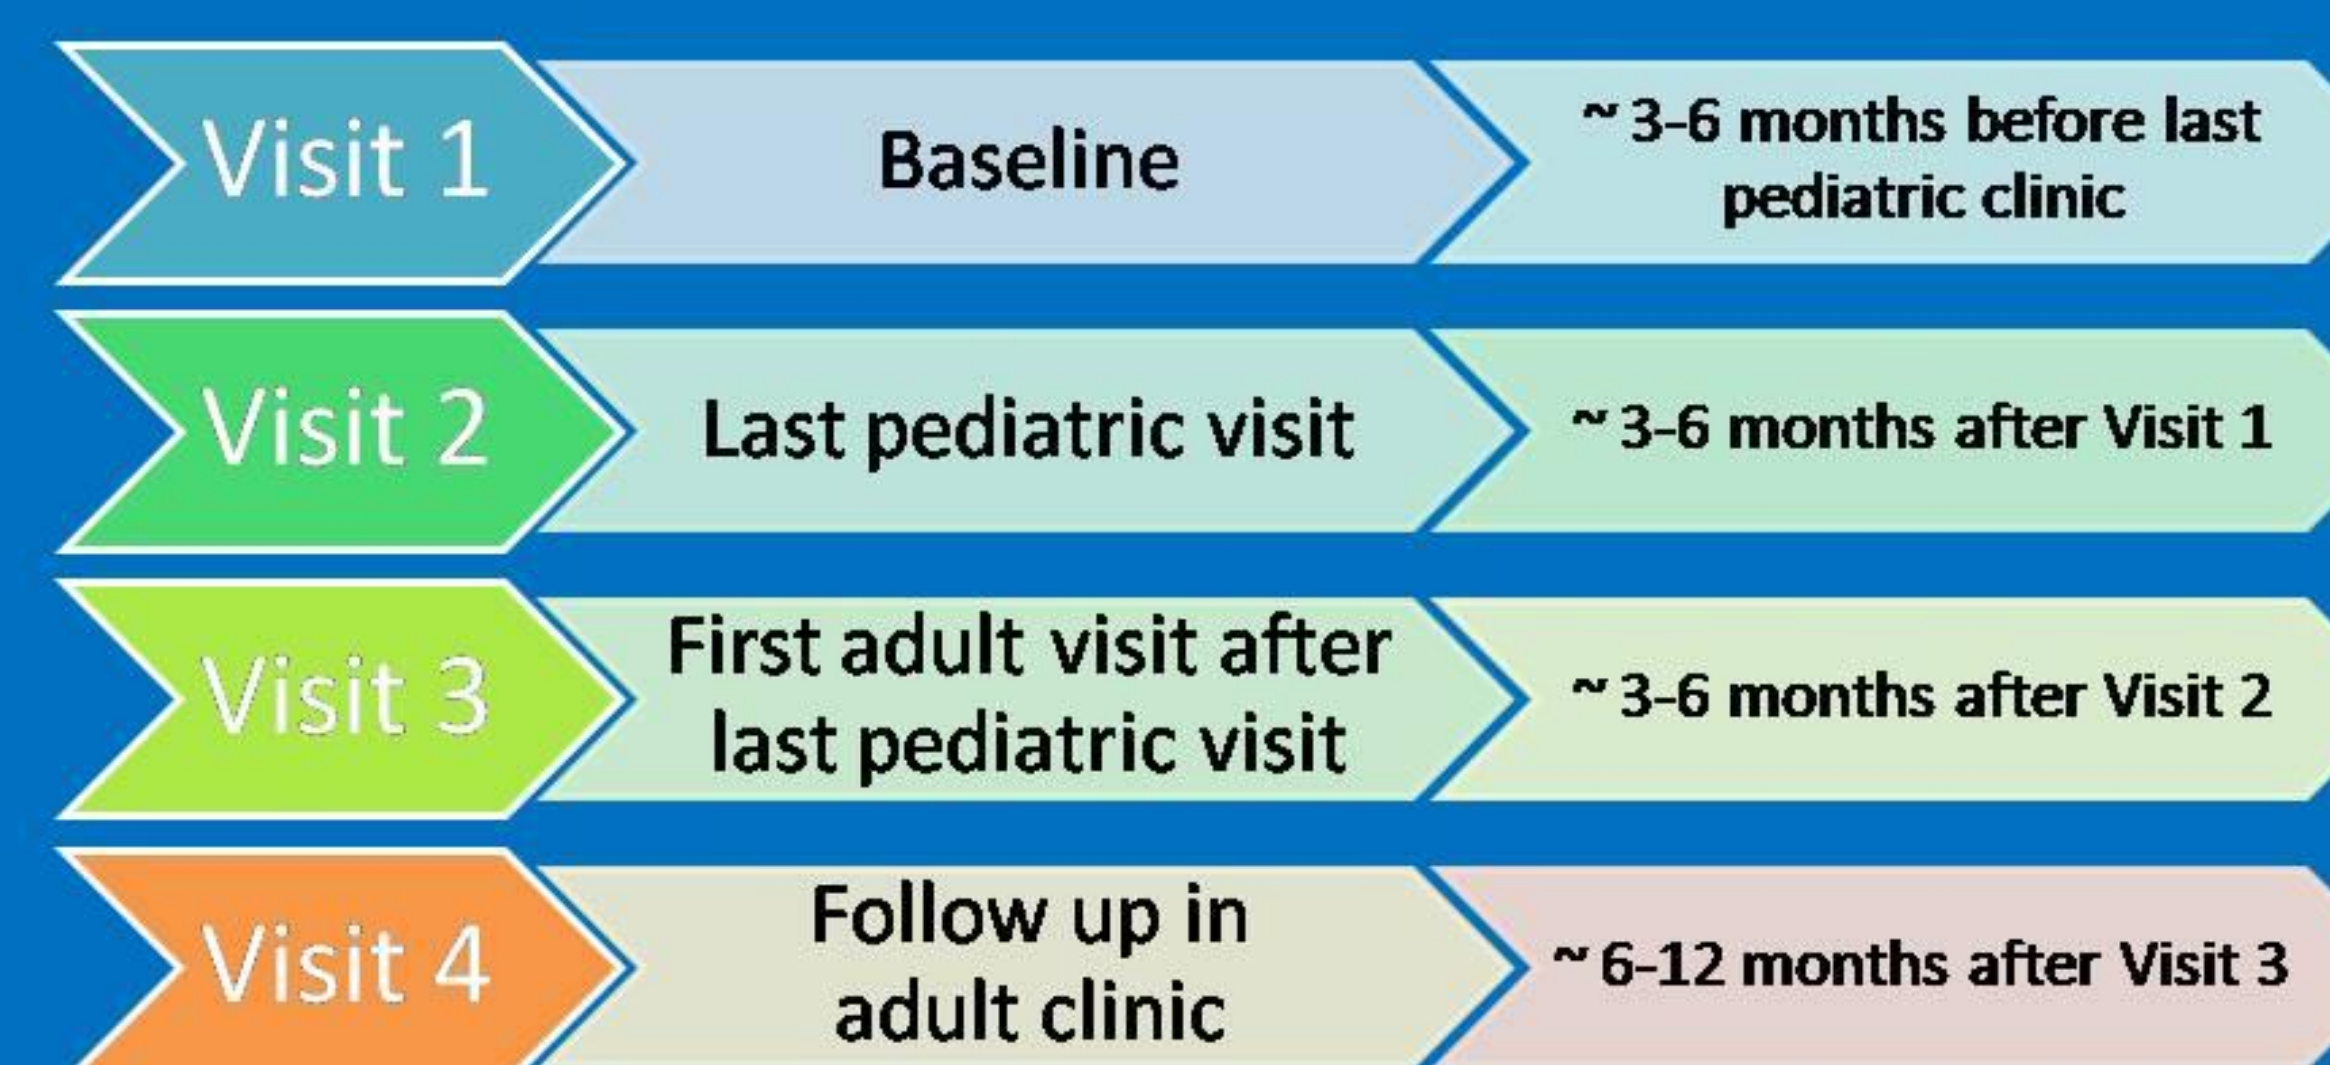 Visit 1
Baseline
~ 3-6 months before last
pediatric clinic
Visit 2
Last pediatric visit
~ 3-6 months after Visit 1
Visit 3
First adult visit after
last pediatric visit
~ 3-6 months after Visit 2
Visit 4
Follow up in
adult clinic
~ 6-12 months after Visit 3